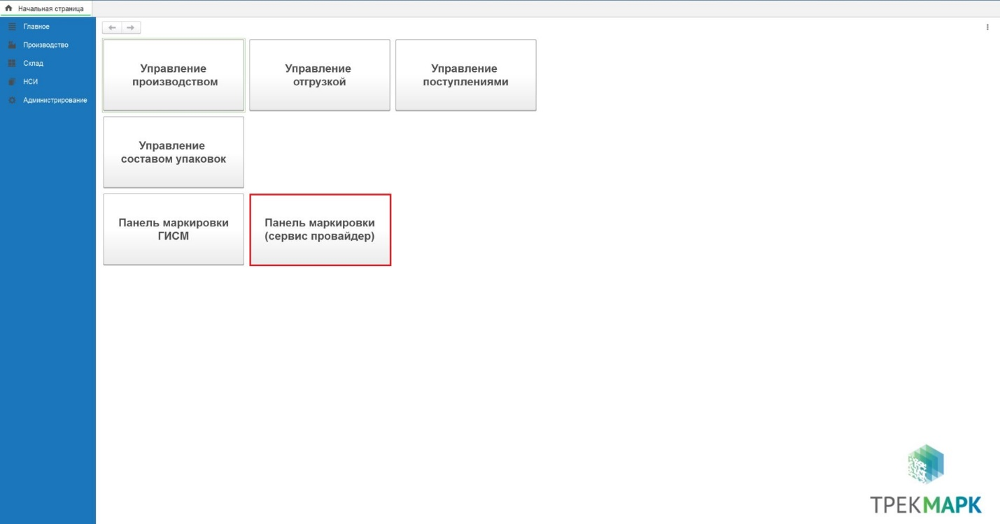 Начальная страница
Главное
Производство
Склад
НСИ
Администрирование
Управление
производством
Управление
отгрузкой
Управление
поступлениями
Управление
составом упаковок
Панель маркировки
ГИСМ
Панель маркировки
(сервис провайдер)
ТРЕКМАРК